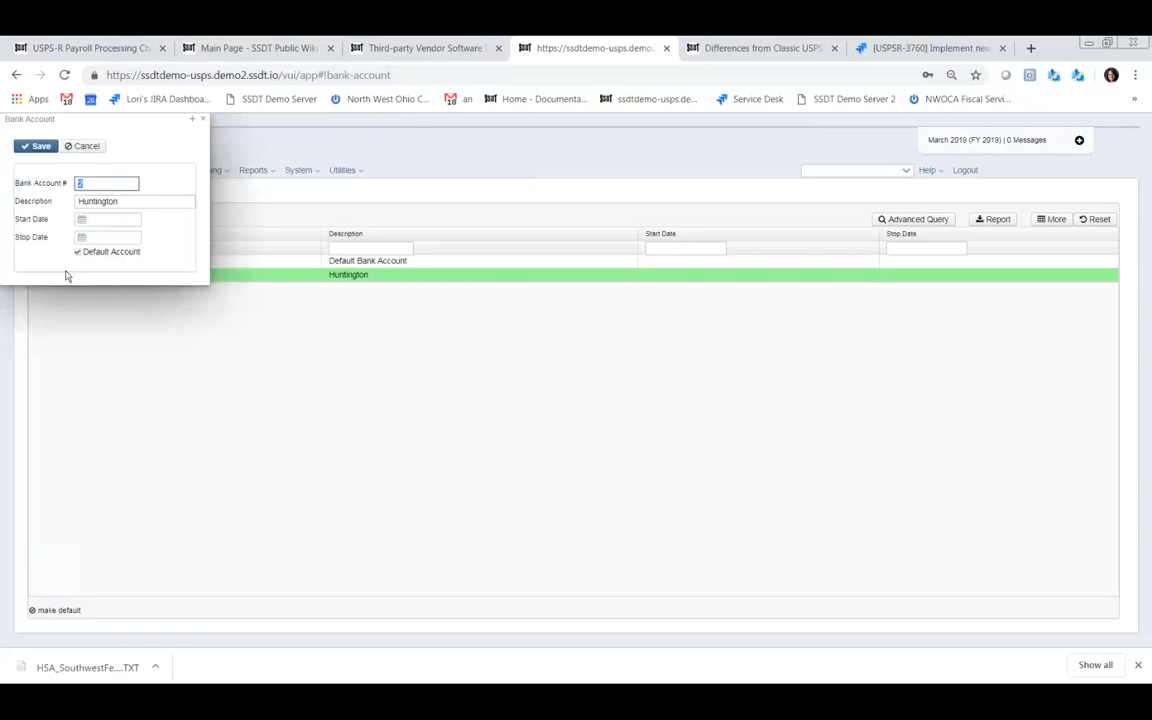 USPS-R Payroll Processing Ch
Main Page - SSDT Public Wiki
Third-party Vendor Software
https://ssdtdemo-usps.demo2.
Differences from Classic USPS
[USPSR-3760] Implement new
https://ssdtdemo-usps.demo2.ssdt.io/vui/app#!bank-account
Apps
Lori's JIRA Dashboa...
SSDT Demo Server
North West Ohio C...
an
Home - Documenta...
ssdtdemo-usps.de...
Service Desk
SSDT Demo Server 2
NWOCA Fiscal Servi...
Bank Account
Save
Cancel
March 2019 (FY 2019) | 0 Messages
ing
Reports
System
Utilities
Help
Logout
Bank Account #
2
Description
Huntington
Start Date
Stop Date
Default Account
Advanced Query
Report
More
Reset
Description
Start Date
Stop Date
Default Bank Account
Huntington
make default
HSA_SouthwestFe....TXT
Show all